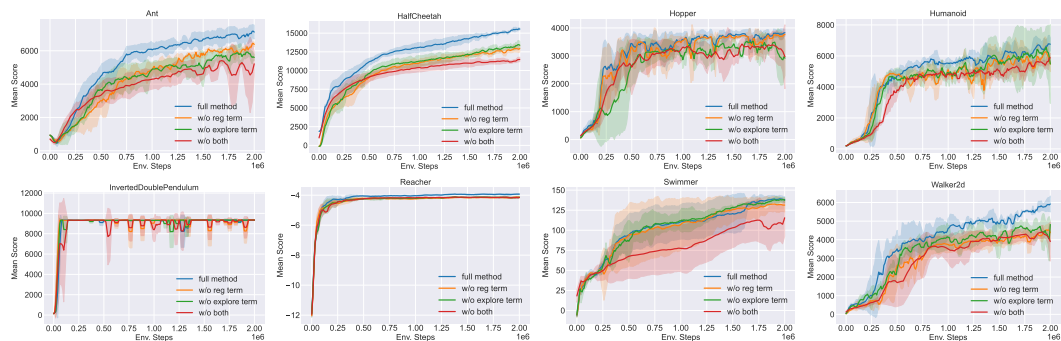 Ant
Mean Score
6000
4000
2000
0
full method
w/o reg term
w/o explore term
w/o both
0.00 0.25 0.50 0.75 1.00 1.25 1.50 1.75 2.00
Env. Steps
1e6
HalfCheetah
Mean Score
15000
12500
10000
7500
5000
2500
0
full method
w/o reg term
w/o explore term
w/o both
0.00 0.25 0.50 0.75 1.00 1.25 1.50 1.75 2.00
Env. Steps
1e6
Hopper
Mean Score
4000
3000
2000
1000
0
full method
w/o reg term
w/o explore term
w/o both
0.00 0.25 0.50 0.75 1.00 1.25 1.50 1.75 2.00
Env. Steps
1e6
Humanoid
Mean Score
8000
6000
4000
2000
0
full method
w/o reg term
w/o explore term
w/o both
0.00 0.25 0.50 0.75 1.00 1.25 1.50 1.75 2.00
Env. Steps
1e6
InvertedDoublePendulum
Mean Score
12000
10000
8000
6000
4000
2000
0
full method
w/o reg term
w/o explore term
w/o both
0.00 0.25 0.50 0.75 1.00 1.25 1.50 1.75 2.00
Env. Steps
1e6
Reacher
Mean Score
−4
−6
−8
−10
−12
full method
w/o reg term
w/o explore term
w/o both
0.00 0.25 0.50 0.75 1.00 1.25 1.50 1.75 2.00
Env. Steps
1e6
Swimmer
Mean Score
150
125
100
75
50
25
0
full method
w/o reg term
w/o explore term
w/o both
0.00 0.25 0.50 0.75 1.00 1.25 1.50 1.75 2.00
Env. Steps
1e6
Walker2d
Mean Score
6000
5000
4000
3000
2000
1000
0
full method
w/o reg term
w/o explore term
w/o both
0.00 0.25 0.50 0.75 1.00 1.25 1.50 1.75 2.00
Env. Steps
1e6